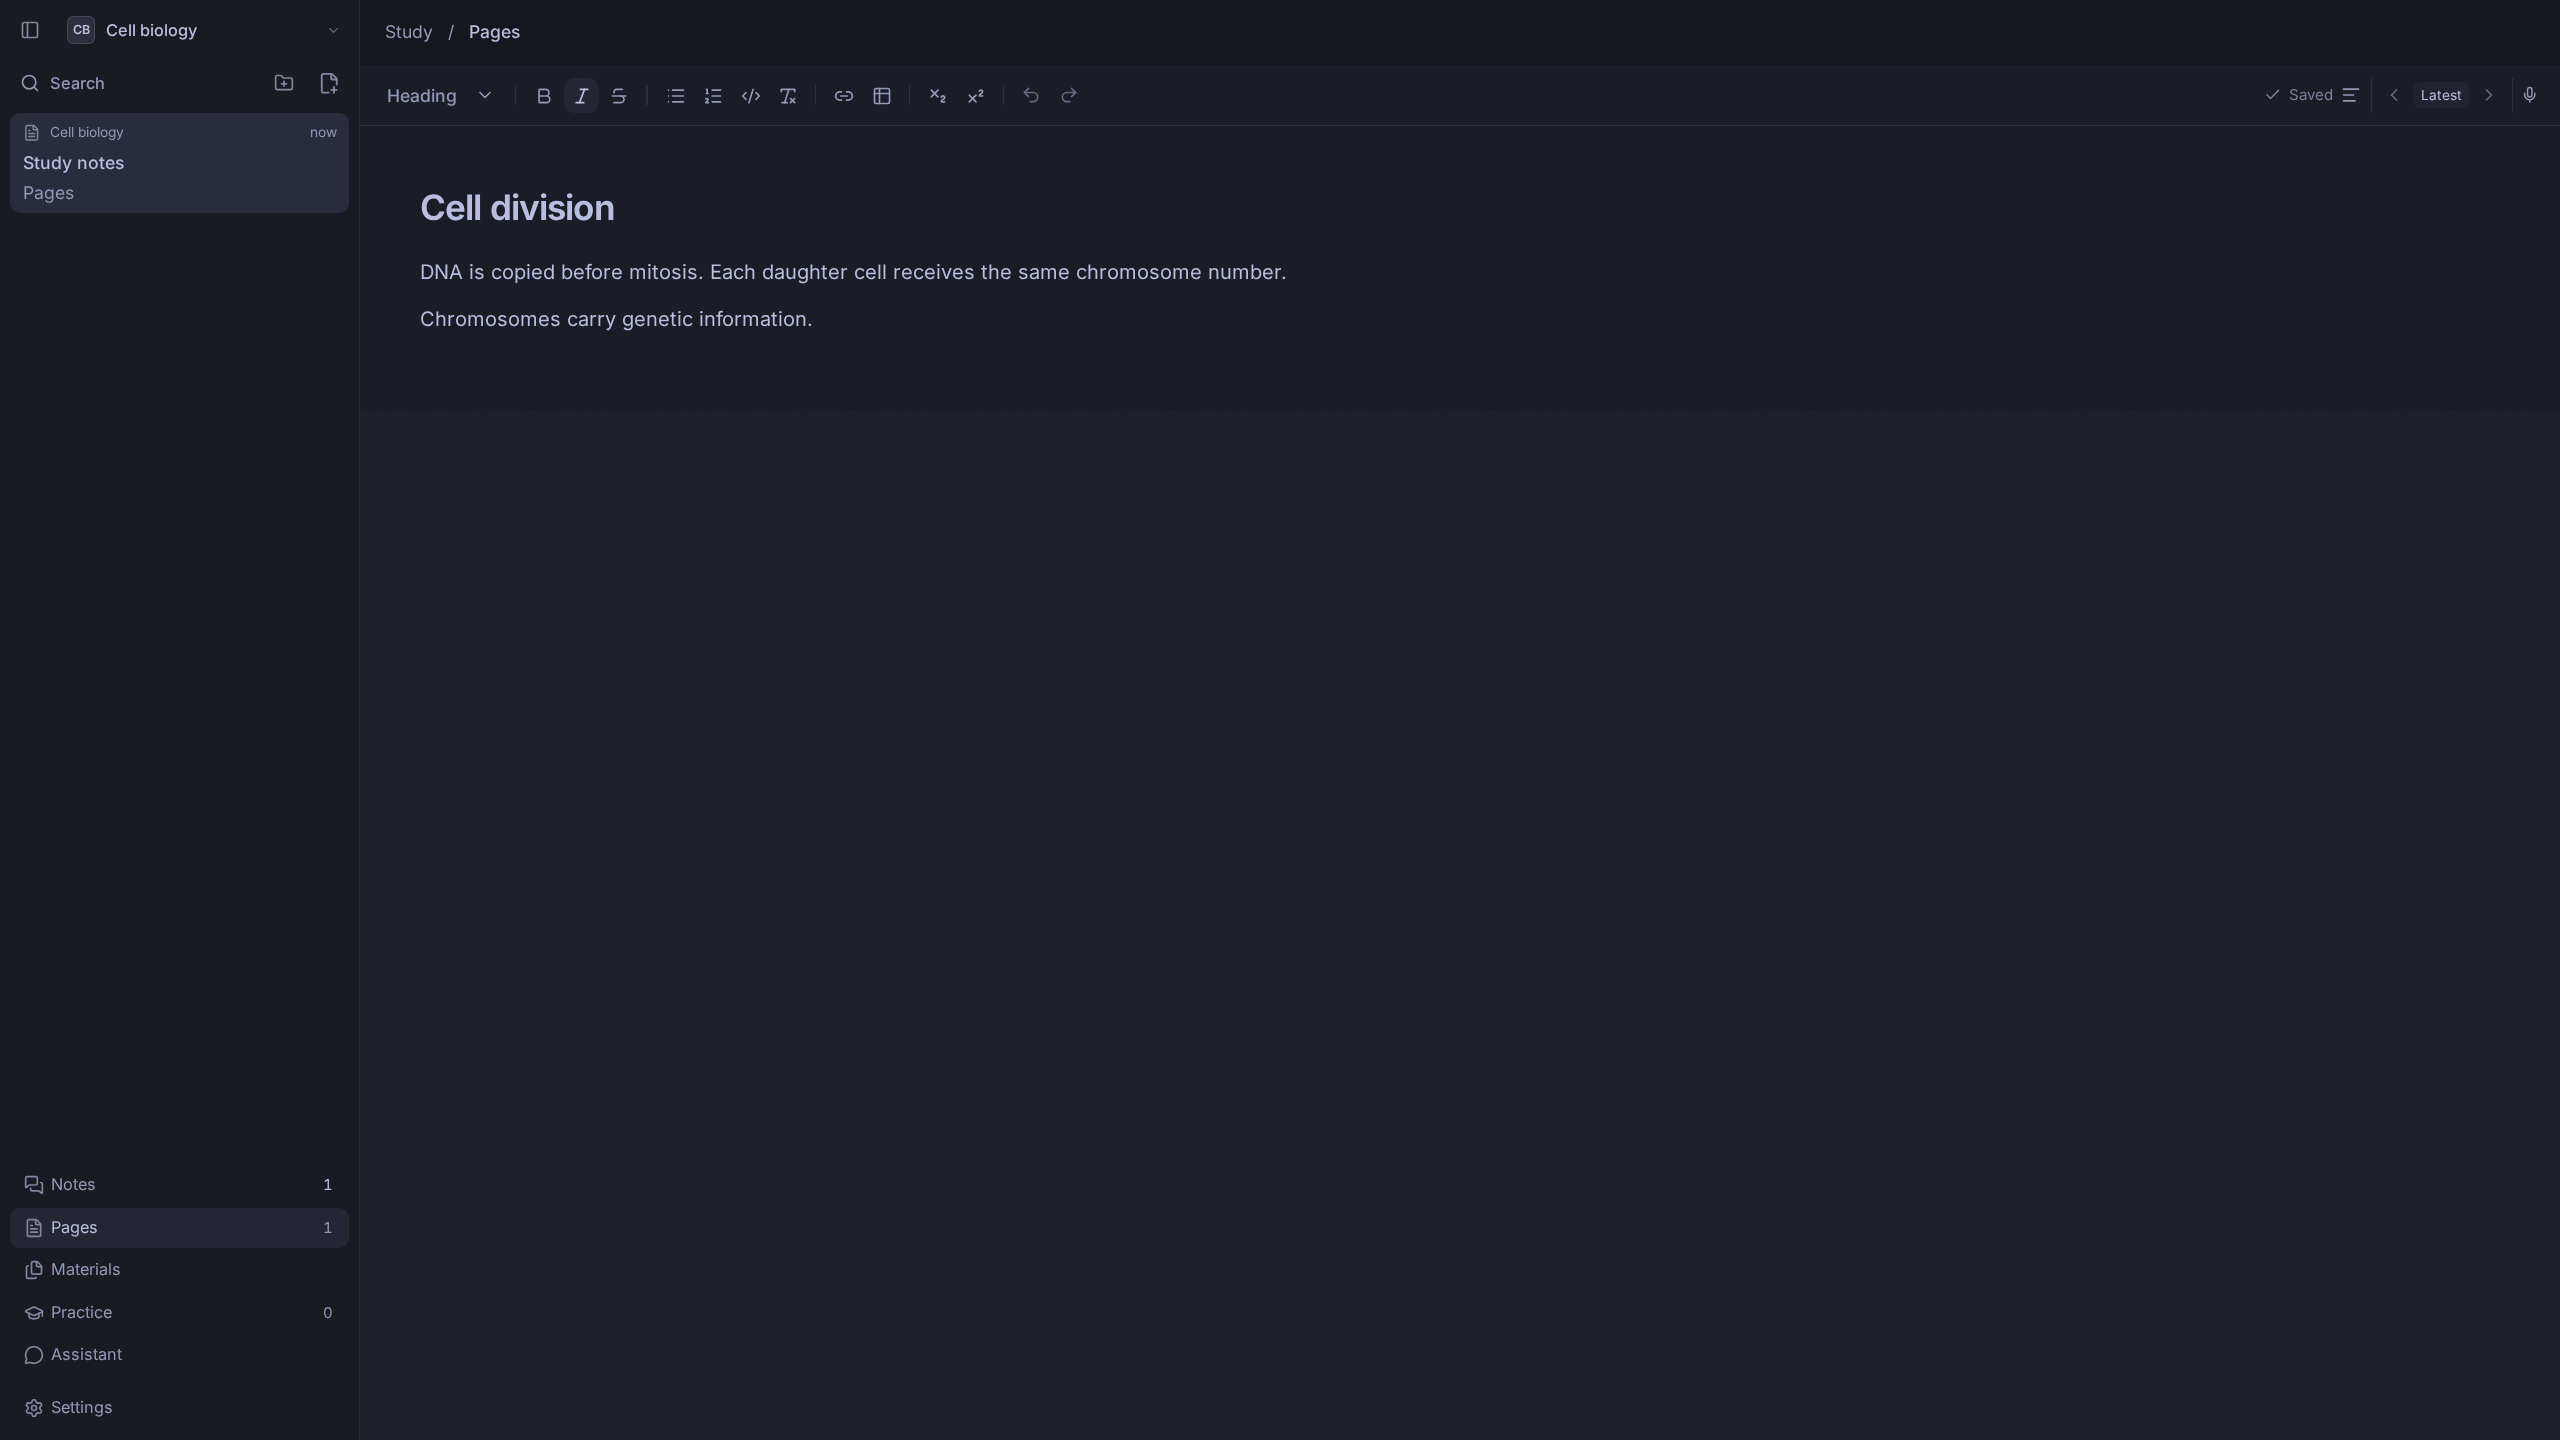 CB Cell biology
Search
Cell biology now
Study notes
Pages
Notes 1
Pages 1
Materials
Practice 0
Assistant
Settings
Study / Pages
Heading
Saved
Latest
Cell division
DNA is copied before mitosis. Each daughter cell receives the same chromosome number.
Chromosomes carry genetic information.